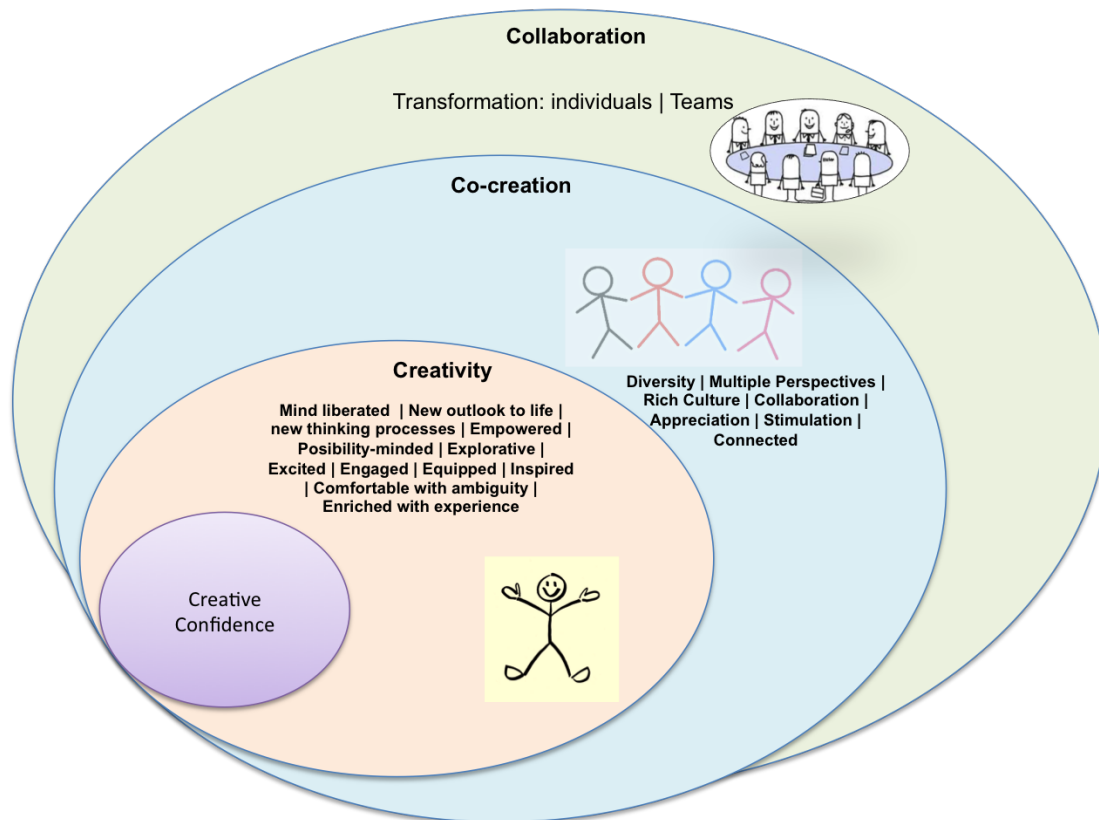 Collaboration
Transformation: individuals | Teams
Co-creation
Diversity | Multiple Perspectives |
Rich Culture | Collaboration |
Appreciation | Stimulation |
Connected
Creativity
Mind liberated | New outlook to life |
new thinking processes | Empowered |
Posibility-minded | Explorative |
Excited | Engaged | Equipped | Inspired
| Comfortable with ambiguity |
Enriched with experience
Creative
Confidence